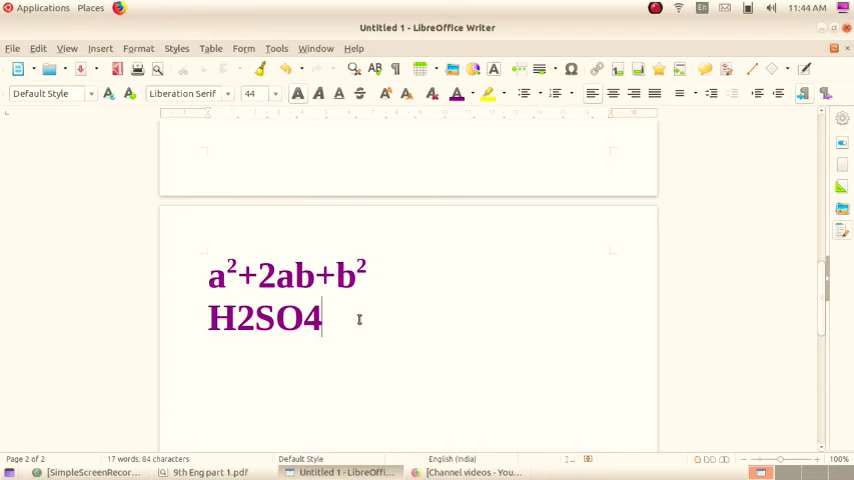 Applications Places En 11:44 AM
Untitled 1 - LibreOffice Writer
File Edit View Insert Format Styles Table Form Tools Window Help
Default Style Liberation Serif 44
a²+2ab+b²
H2SO4
Page 2 of 2 17 words, 84 characters Default Style English (India) 100%
[SimpleScreenRecor... 9th Eng part 1.pdf Untitled 1 - LibreOffi... [Channel videos - You...